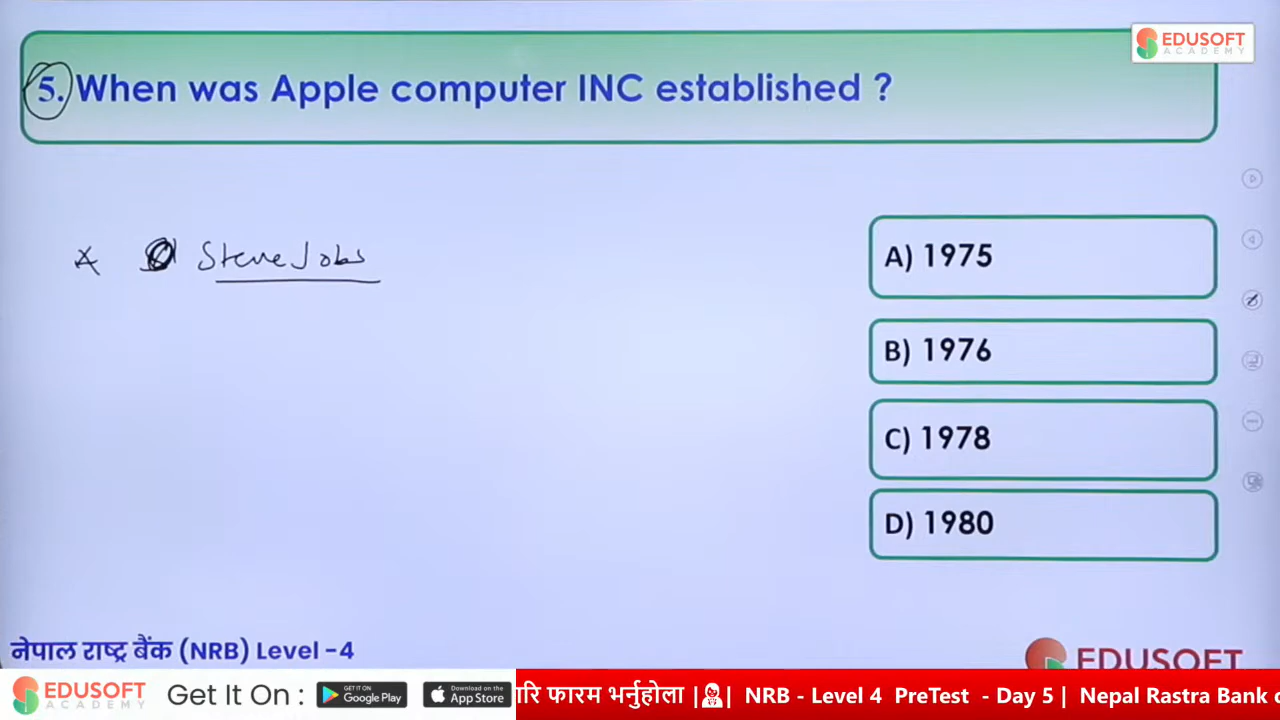 EDUSOFT
ACADEMY
5. When was Apple computer INC established ?
Steve Jobs
A) 1975
B) 1976
C) 1978
D) 1980
नेपाल राष्ट्र बैंक (NRB) Level -4
EDUSOFT
EDUSOFT
ACADEMY
Get It On :
GET IT ON
Google Play
Download on the
App Store
रि फारम भर्नुहोला | | NRB - Level 4 PreTest - Day 5 | Nepal Rastra Bank